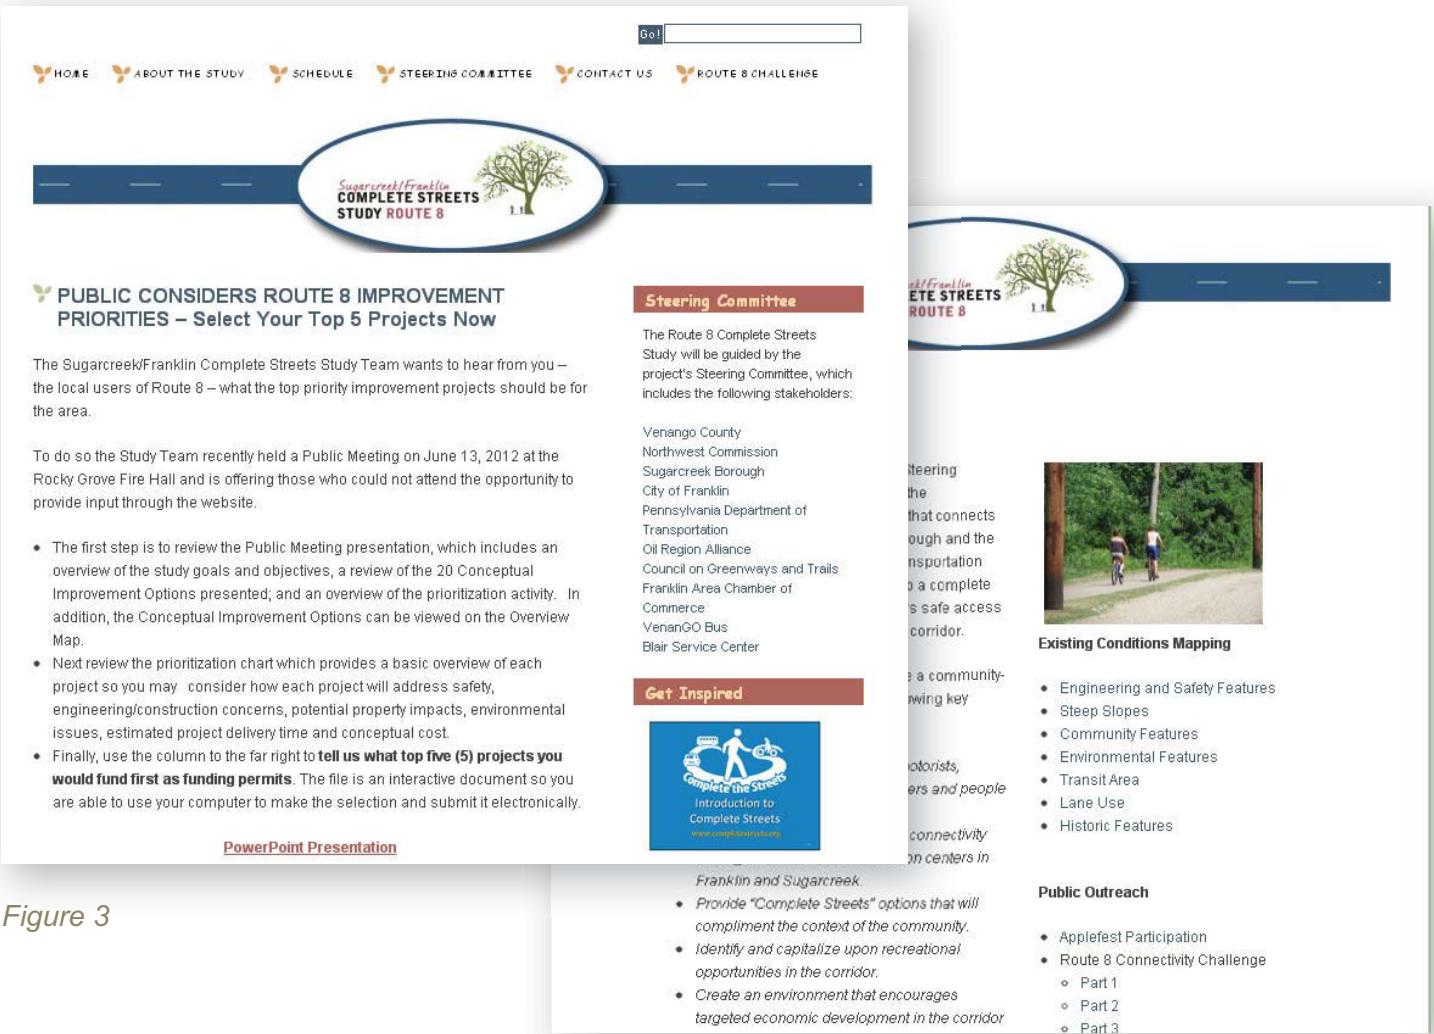 Go!
HOME ABOUT THE STUDY SCHEDULE STEERING COMMITTEE CONTACT US ROUTE 8 CHALLENGE
Sugarcreek/Franklin
COMPLETE STREETS
STUDY ROUTE 8
PUBLIC CONSIDERS ROUTE 8 IMPROVEMENT
PRIORITIES – Select Your Top 5 Projects Now
The Sugarcreek/Franklin Complete Streets Study Team wants to hear from you –
the local users of Route 8 – what the top priority improvement projects should be for
the area.
To do so the Study Team recently held a Public Meeting on June 13, 2012 at the
Rocky Grove Fire Hall and is offering those who could not attend the opportunity to
provide input through the website.
• The first step is to review the Public Meeting presentation, which includes an
overview of the study goals and objectives, a review of the 20 Conceptual
Improvement Options presented; and an overview of the prioritization activity. In
addition, the Conceptual Improvement Options can be viewed on the Overview
Map.
• Next review the prioritization chart which provides a basic overview of each
project so you may consider how each project will address safety,
engineering/construction concerns, potential property impacts, environmental
issues, estimated project delivery time and conceptual cost.
• Finally, use the column to the far right to tell us what top five (5) projects you
would fund first as funding permits. The file is an interactive document so you
are able to use your computer to make the selection and submit it electronically.
PowerPoint Presentation
Steering Committee
The Route 8 Complete Streets
Study will be guided by the
project's Steering Committee, which
includes the following stakeholders:
Venango County
Northwest Commission
Sugarcreek Borough
City of Franklin
Pennsylvania Department of
Transportation
Oil Region Alliance
Council on Greenways and Trails
Franklin Area Chamber of
Commerce
VenanGO Bus
Blair Service Center
Get Inspired
Complete the Streets
Introduction to
Complete Streets
www.completestreets.org
ETE STREETS
ROUTE 8
Steering
the
that connects
ough and the
nsportation
a complete
s safe access
corridor.
a community-
wing key
otorists,
ers and people
connectivity
on centers in
Franklin and Sugarcreek.
• Provide "Complete Streets" options that will
compliment the context of the community.
• Identify and capitalize upon recreational
opportunities in the corridor.
• Create an environment that encourages
targeted economic development in the corridor
Existing Conditions Mapping
• Engineering and Safety Features
• Steep Slopes
• Community Features
• Environmental Features
• Transit Area
• Lane Use
• Historic Features
Public Outreach
• Applefest Participation
• Route 8 Connectivity Challenge
Part 1
Part 2
Part 3
Figure 3